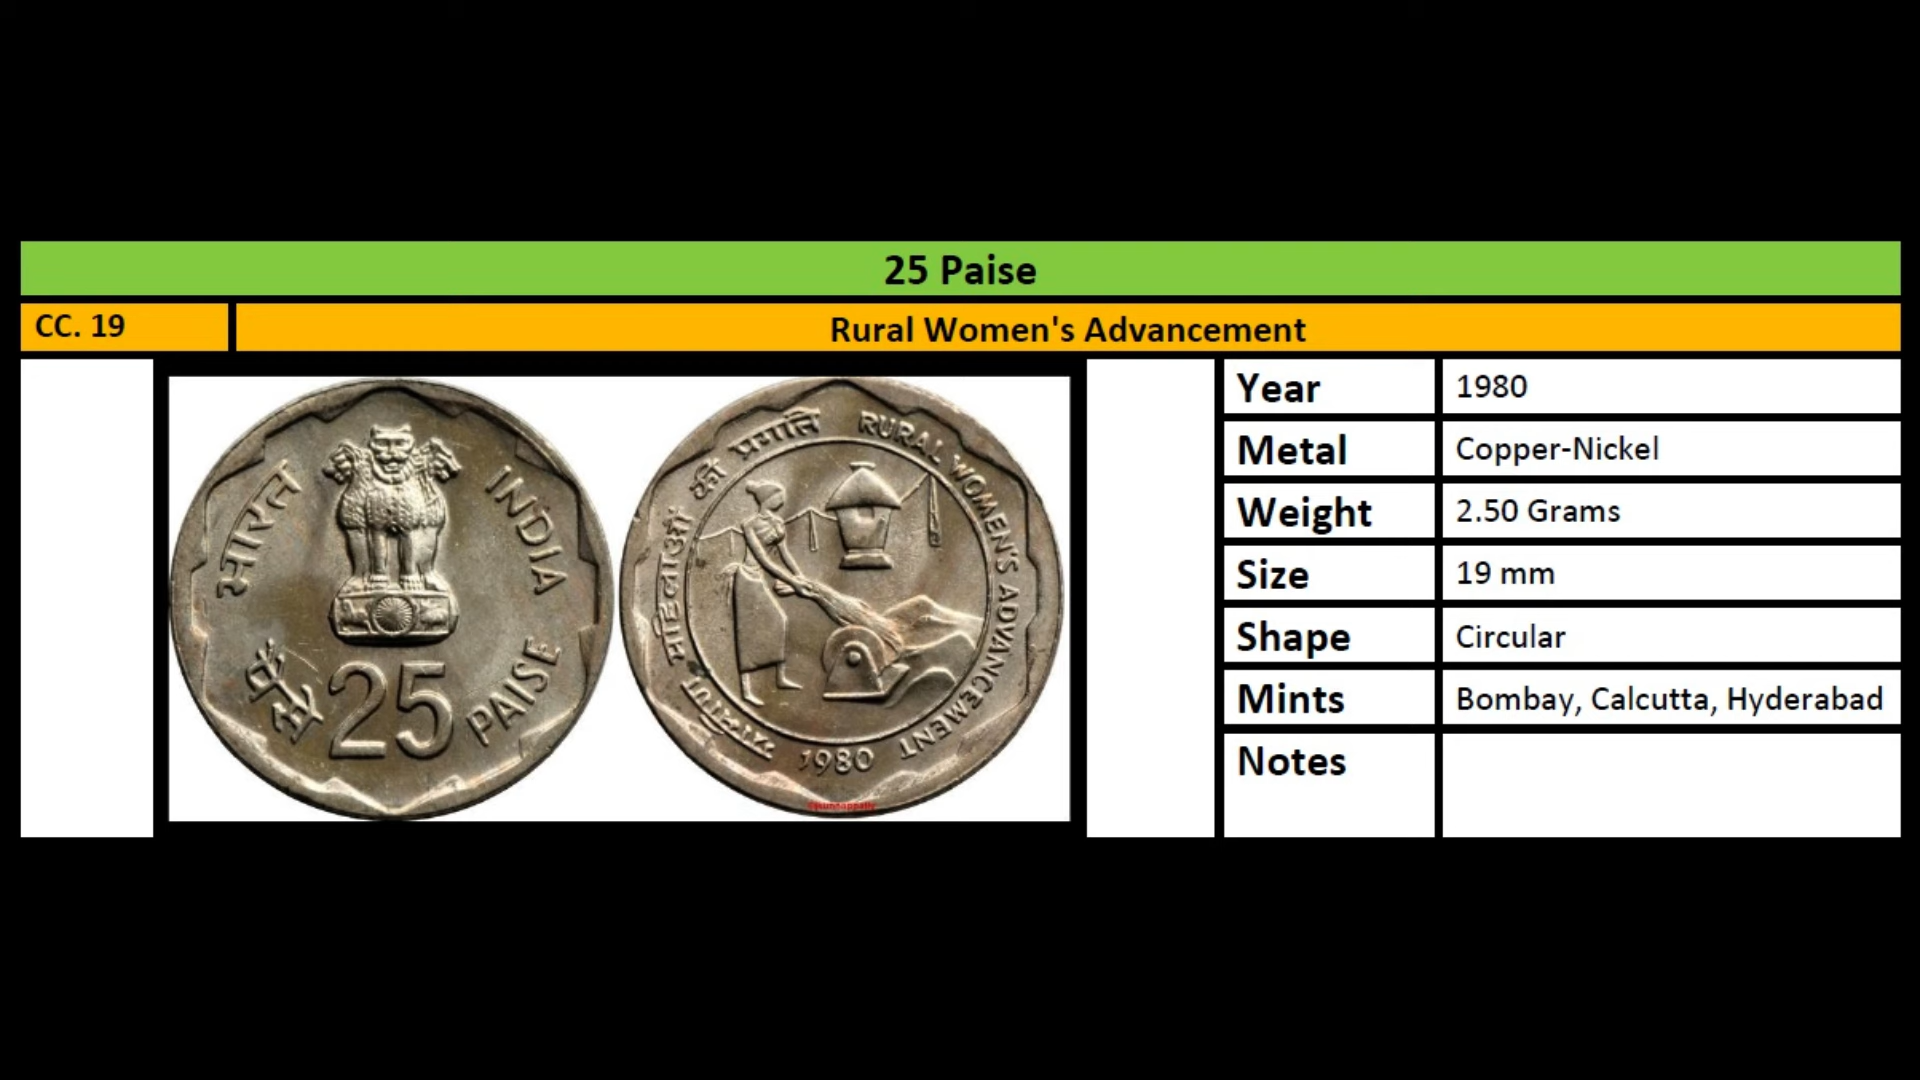 25 Paise
CC. 19
Rural Women's Advancement
भारत
INDIA
पैसे
25
PAISE
ग्रामीण महिलाओं की प्रगति
RURAL WOMEN'S ADVANCEMENT
1980
Year
1980
Metal
Copper-Nickel
Weight
2.50 Grams
Size
19 mm
Shape
Circular
Mints
Bombay, Calcutta, Hyderabad
Notes